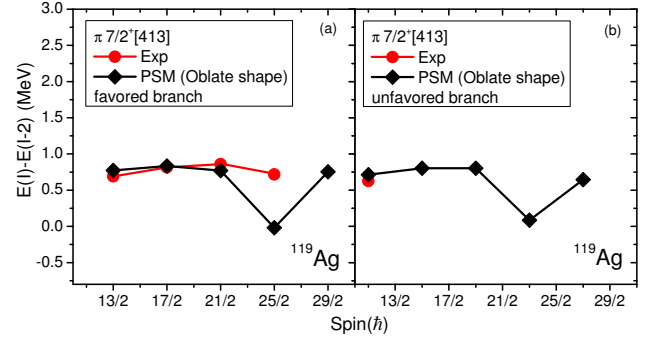 (a)
π 7/2⁺[413]
Exp
PSM (Oblate shape)
favored branch
(b)
π 7/2⁺[413]
Exp
PSM (Oblate shape)
unfavored branch
E(I)-E(I-2) (MeV)
3.0
2.5
2.0
1.5
1.0
0.5
0.0
-0.5
¹¹⁹Ag
¹¹⁹Ag
13/2 17/2 21/2 25/2 29/2
13/2 17/2 21/2 25/2 29/2
Spin(ℏ)